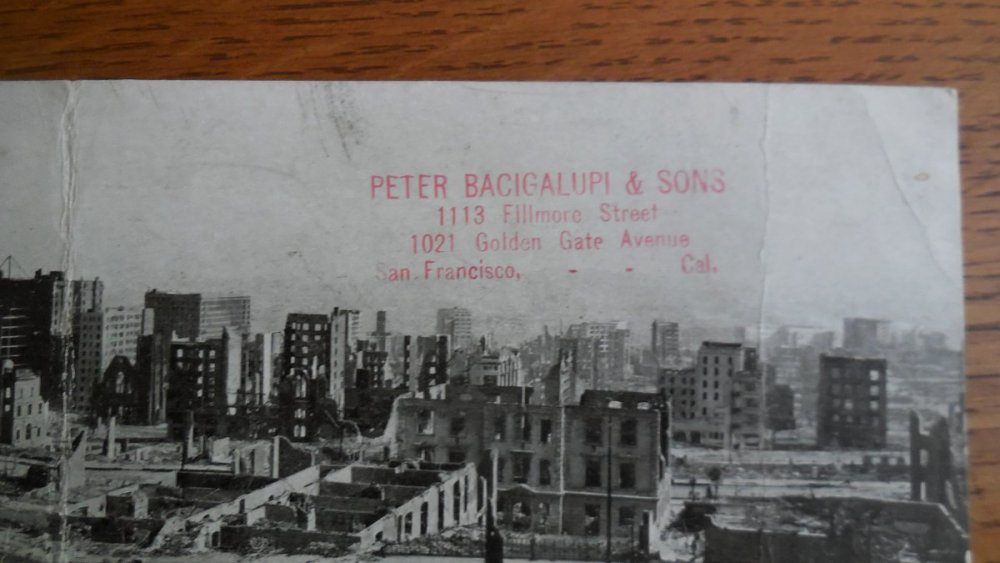 PETER BACIGALUPI & SONS
1113 Fillmore Street
1021 Golden Gate Avenue
San Francisco, - - Cal.